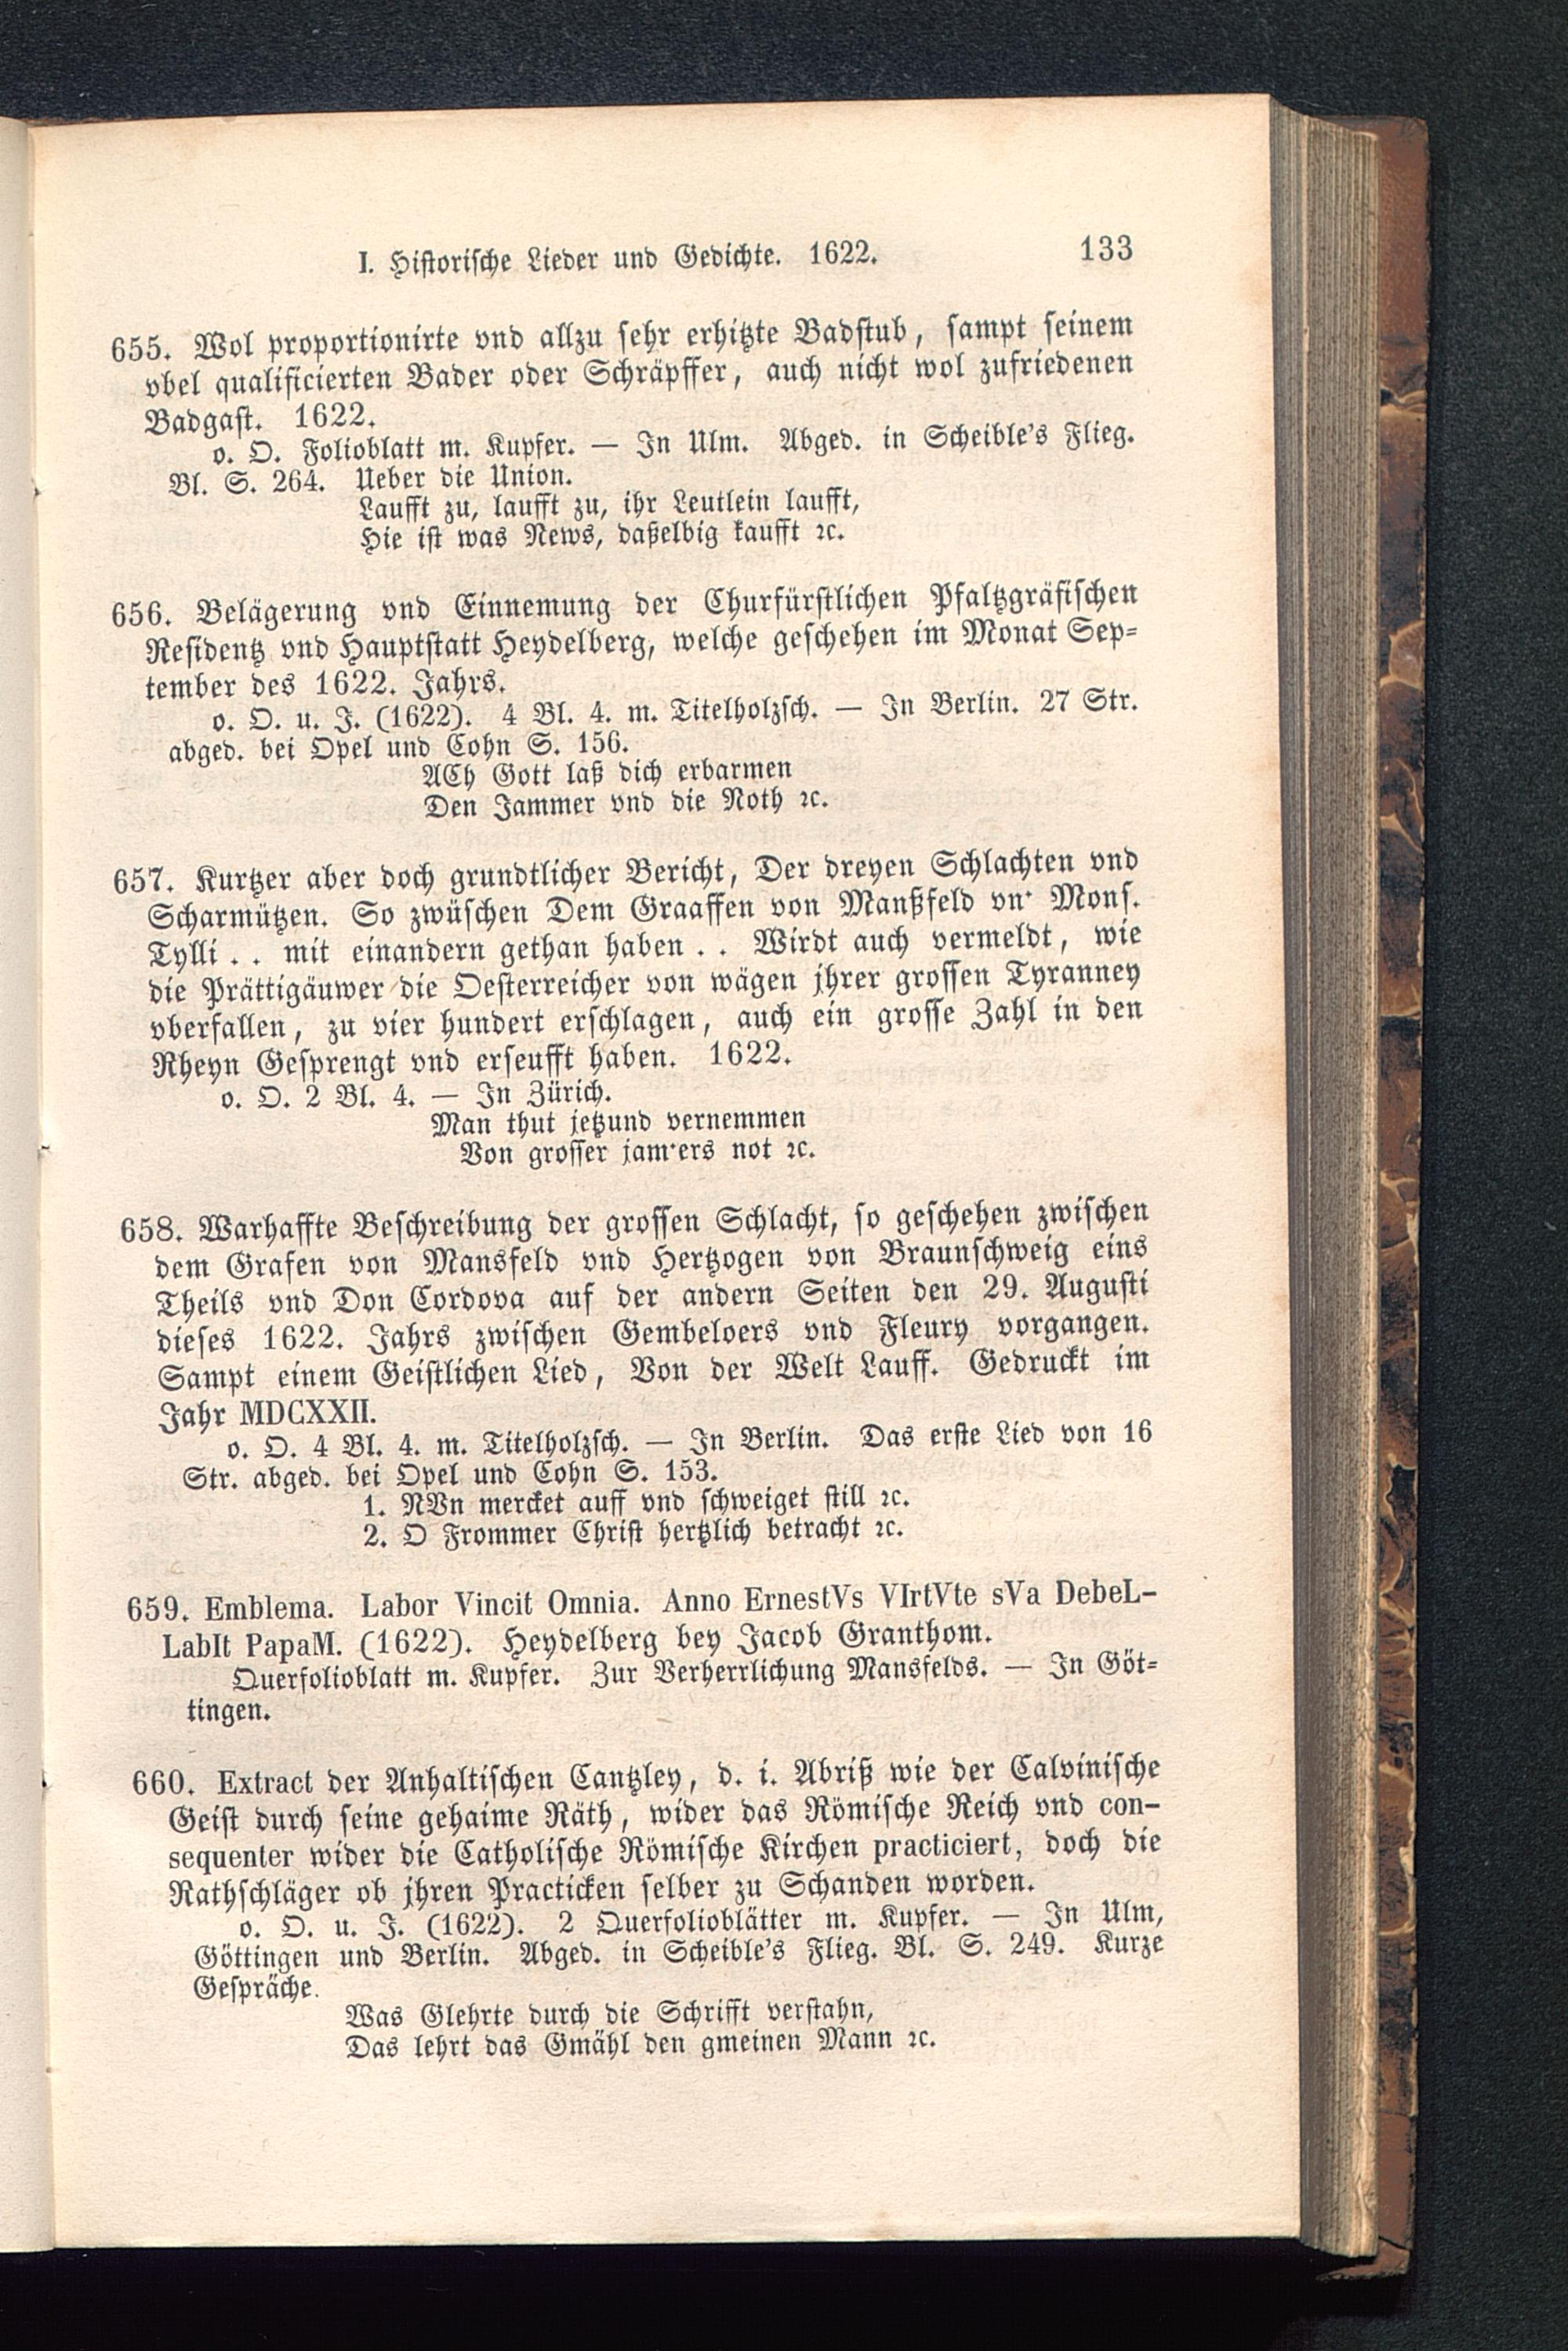 I. Historische Lieder und Gedichte. 1622. 133
655. Wol proportionirte vnd allzu sehr erhitzte Badstub, sampt seinem
vbel qualificierten Bader oder Schräpffer, auch nicht wol zufriedenen
Badgast. 1622.
o. O. Folioblatt m. Kupfer. — In Ulm. Abged. in Scheible's Flieg.
Bl. S. 264. Ueber die Union.
Laufft zu, laufft zu, ihr Leutlein laufft,
Hie ist was News, daßelbig kaufft ꝛc.
656. Belägerung vnd Einnemung der Churfürstlichen Pfaltzgräfischen
Residentz vnd Hauptstatt Heydelberg, welche geschehen im Monat Sep-
tember des 1622. Jahrs.
o. O. u. J. (1622). 4 Bl. 4. m. Titelholzsch. — In Berlin. 27 Str.
abged. bei Opel und Cohn S. 156.
ACh Gott laß dich erbarmen
Den Jammer vnd die Noth ꝛc.
657. Kurtzer aber doch grundtlicher Bericht, Der dreyen Schlachten vnd
Scharmützen. So zwüschen Dem Graaffen von Manßfeld vn· Mons.
Tylli . . mit einandern gethan haben . . Wirdt auch vermeldt, wie
die Prättigäuwer die Oesterreicher von wägen jhrer grossen Tyranney
vberfallen, zu vier hundert erschlagen, auch ein grosse Zahl in den
Rheyn Gesprengt vnd erseufft haben. 1622.
o. O. 2 Bl. 4. — In Zürich.
Man thut jetzund vernemmen
Von grosser jam·ers not ꝛc.
658. Warhaffte Beschreibung der grossen Schlacht, so geschehen zwischen
dem Grafen von Mansfeld vnd Hertzogen von Braunschweig eins
Theils vnd Don Cordova auf der andern Seiten den 29. Augusti
dieses 1622. Jahrs zwischen Gembeloers vnd Fleury vorgangen.
Sampt einem Geistlichen Lied, Von der Welt Lauff. Gedruckt im
Jahr MDCXXII.
o. O. 4 Bl. 4. m. Titelholzsch. — In Berlin. Das erste Lied von 16
Str. abged. bei Opel und Cohn S. 153.
1. NVn mercket auff vnd schweiget still ꝛc.
2. O Frommer Christ hertzlich betracht ꝛc.
659. Emblema. Labor Vincit Omnia. Anno ErnestVs VIrtVte sVa DebeL-
LabIt PapaM. (1622). Heydelberg bey Jacob Granthom.
Querfolioblatt m. Kupfer. Zur Verherrlichung Mansfelds. — In Göt-
tingen.
660. Extract der Anhaltischen Cantzley, d. i. Abriß wie der Calvinische
Geist durch seine gehaime Räth, wider das Römische Reich vnd con-
sequenter wider die Catholische Römische Kirchen practiciert, doch die
Rathschläger ob jhren Practicken selber zu Schanden worden.
o. O. u. J. (1622). 2 Querfolioblätter m. Kupfer. — In Ulm,
Göttingen und Berlin. Abged. in Scheible's Flieg. Bl. S. 249. Kurze
Gespräche.
Was Glehrte durch die Schrifft verstahn,
Das lehrt das Gmähl den gmeinen Mann ꝛc.